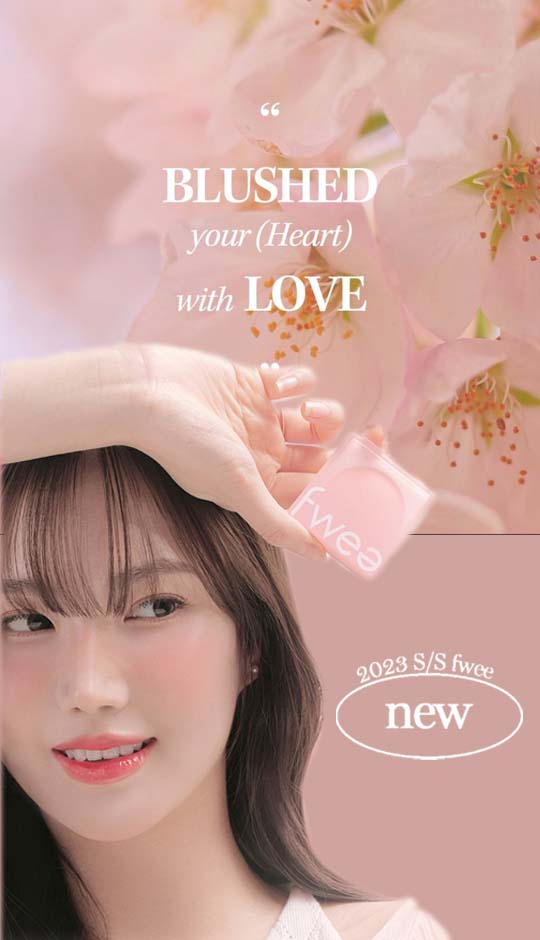 “
BLUSHED
your (Heart)
with LOVE
”
fwee
2023 S/S fwee
new